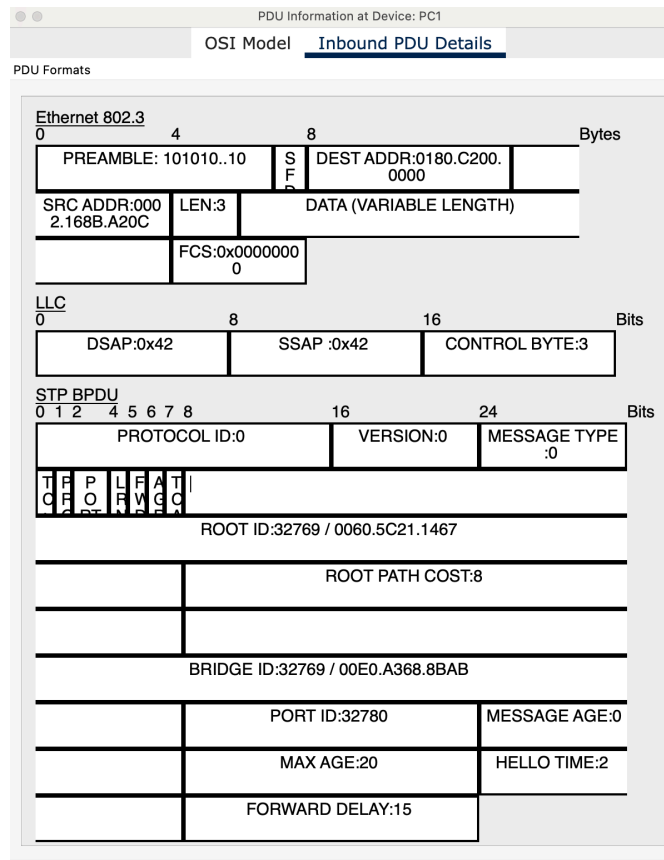 PDU Information at Device: PC1
OSI Model Inbound PDU Details
PDU Formats
Ethernet 802.3
0 4 8 Bytes
PREAMBLE: 101010..10 S F DEST ADDR:0180.C200.
0000
SRC ADDR:000 LEN:3 DATA (VARIABLE LENGTH)
2.168B.A20C
FCS:0x0000000
0
LLC
0 8 16 Bits
DSAP:0x42 SSAP :0x42 CONTROL BYTE:3
STP BPDU
0 1 2 4 5 6 7 8 16 24 Bits
PROTOCOL ID:0 VERSION:0 MESSAGE TYPE
:0
T P P L F A T
C R O R W G C
ROOT ID:32769 / 0060.5C21.1467
ROOT PATH COST:8
BRIDGE ID:32769 / 00E0.A368.8BAB
PORT ID:32780 MESSAGE AGE:0
MAX AGE:20 HELLO TIME:2
FORWARD DELAY:15